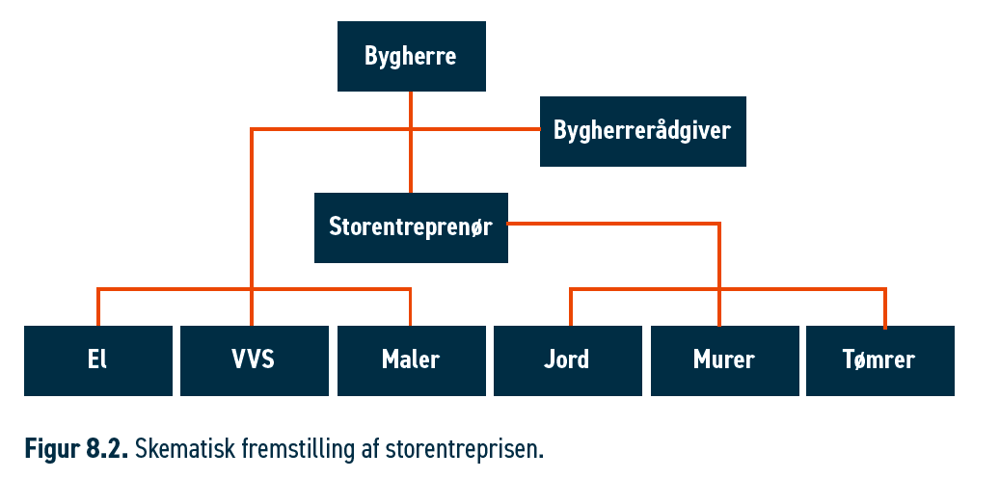 Bygherre
Bygherrerådgiver
Storentreprenør
El
VVS
Maler
Jord
Murer
Tømrer
Figur 8.2. Skematisk fremstilling af storentreprisen.